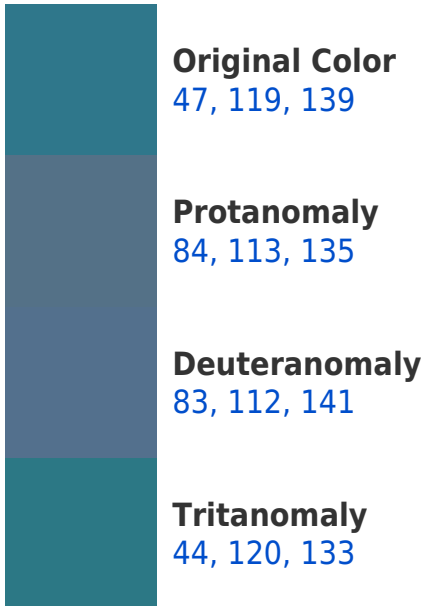 Original Color
47, 119, 139
Protanomaly
84, 113, 135
Deuteranomaly
83, 112, 141
Tritanomaly
44, 120, 133